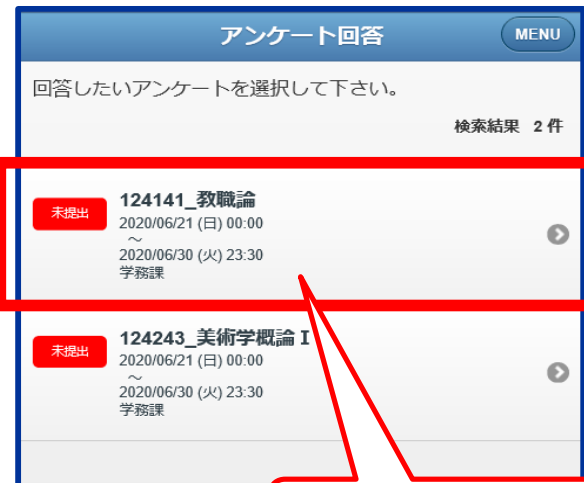 アンケート回答
MENU
回答したいアンケートを選択して下さい。
検索結果 2 件
未提出
124141_教職論
2020/06/21 (日) 00:00
～
2020/06/30 (火) 23:30
学務課
未提出
124243_美術学概論 I
2020/06/21 (日) 00:00
～
2020/06/30 (火) 23:30
学務課